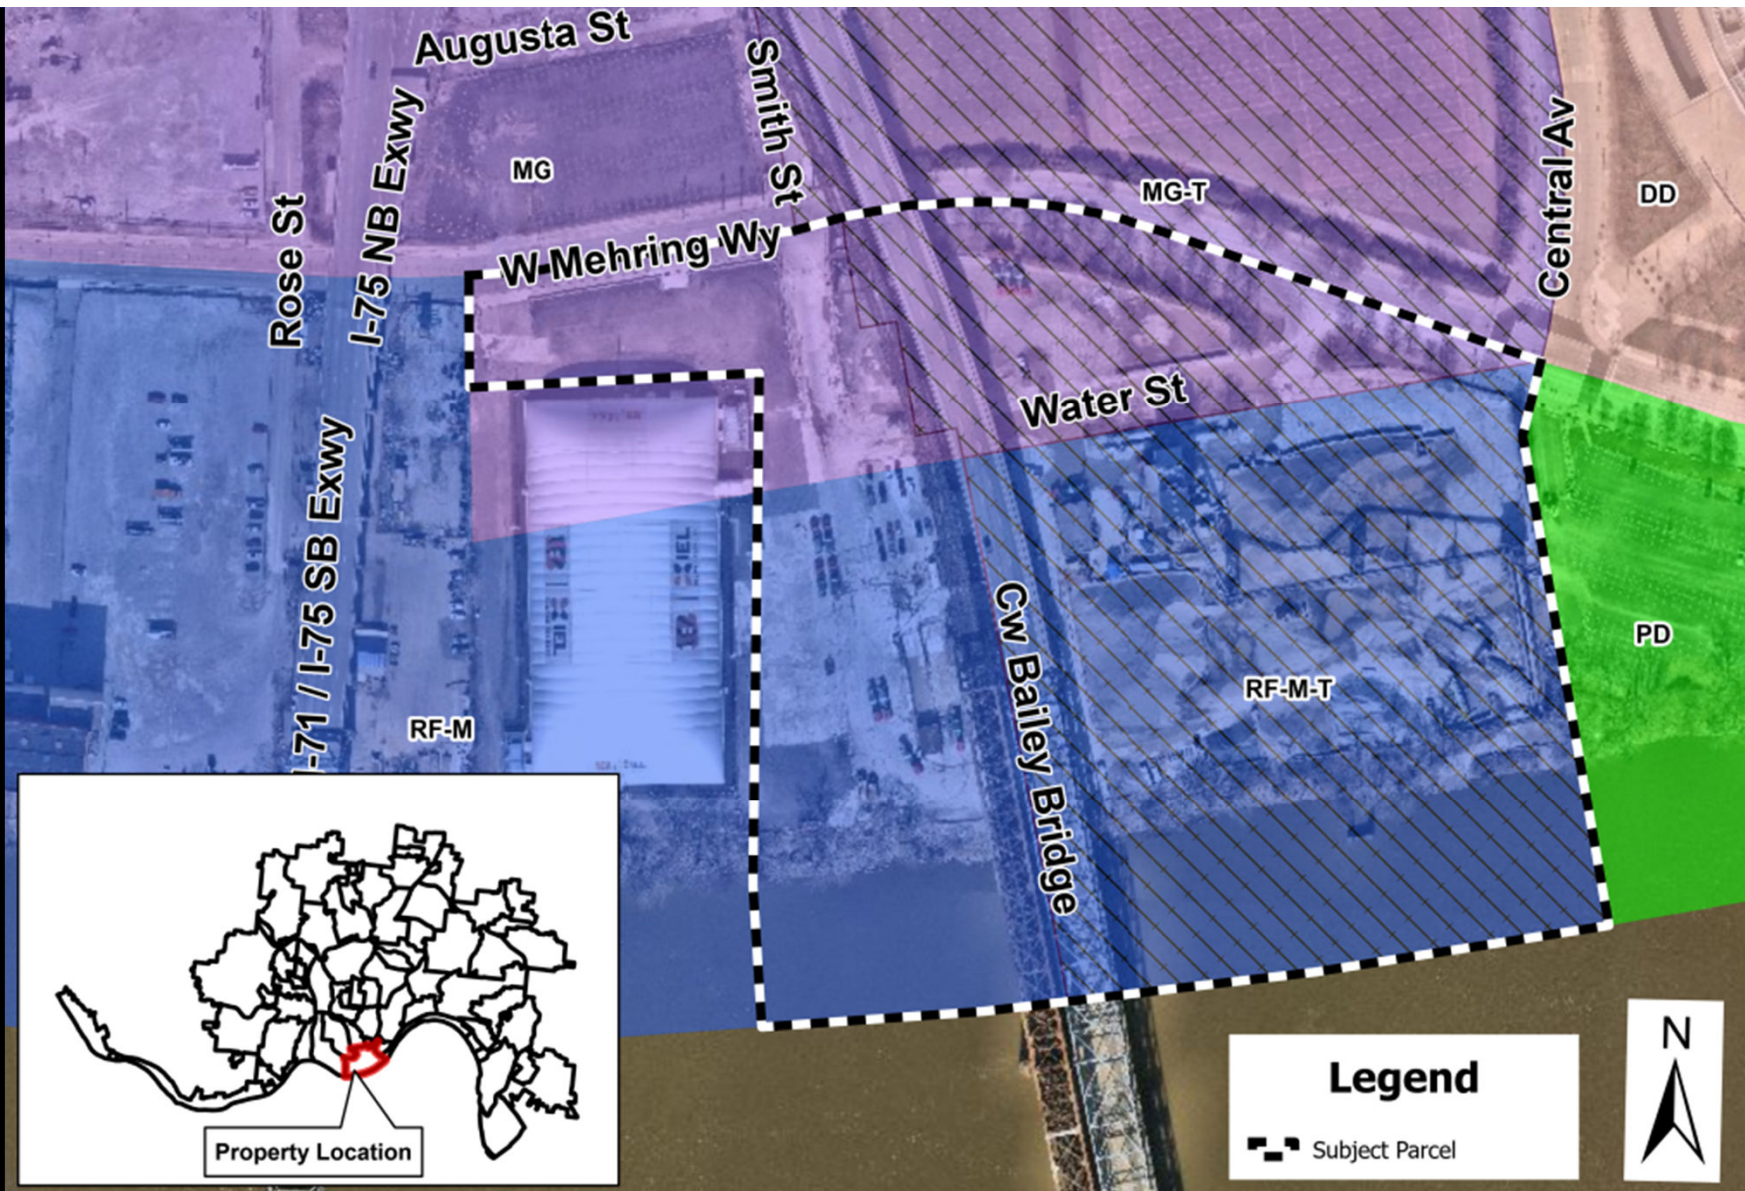 Augusta St
Smith St
Central Av
MG
MG-T
DD
Rose St
I-75 NB Exwy
W Mehring Wy
Water St
I-71 / I-75 SB Exwy
Cw Bailey Bridge
PD
RF-M-T
RF-M
N
Legend
Subject Parcel
Property Location